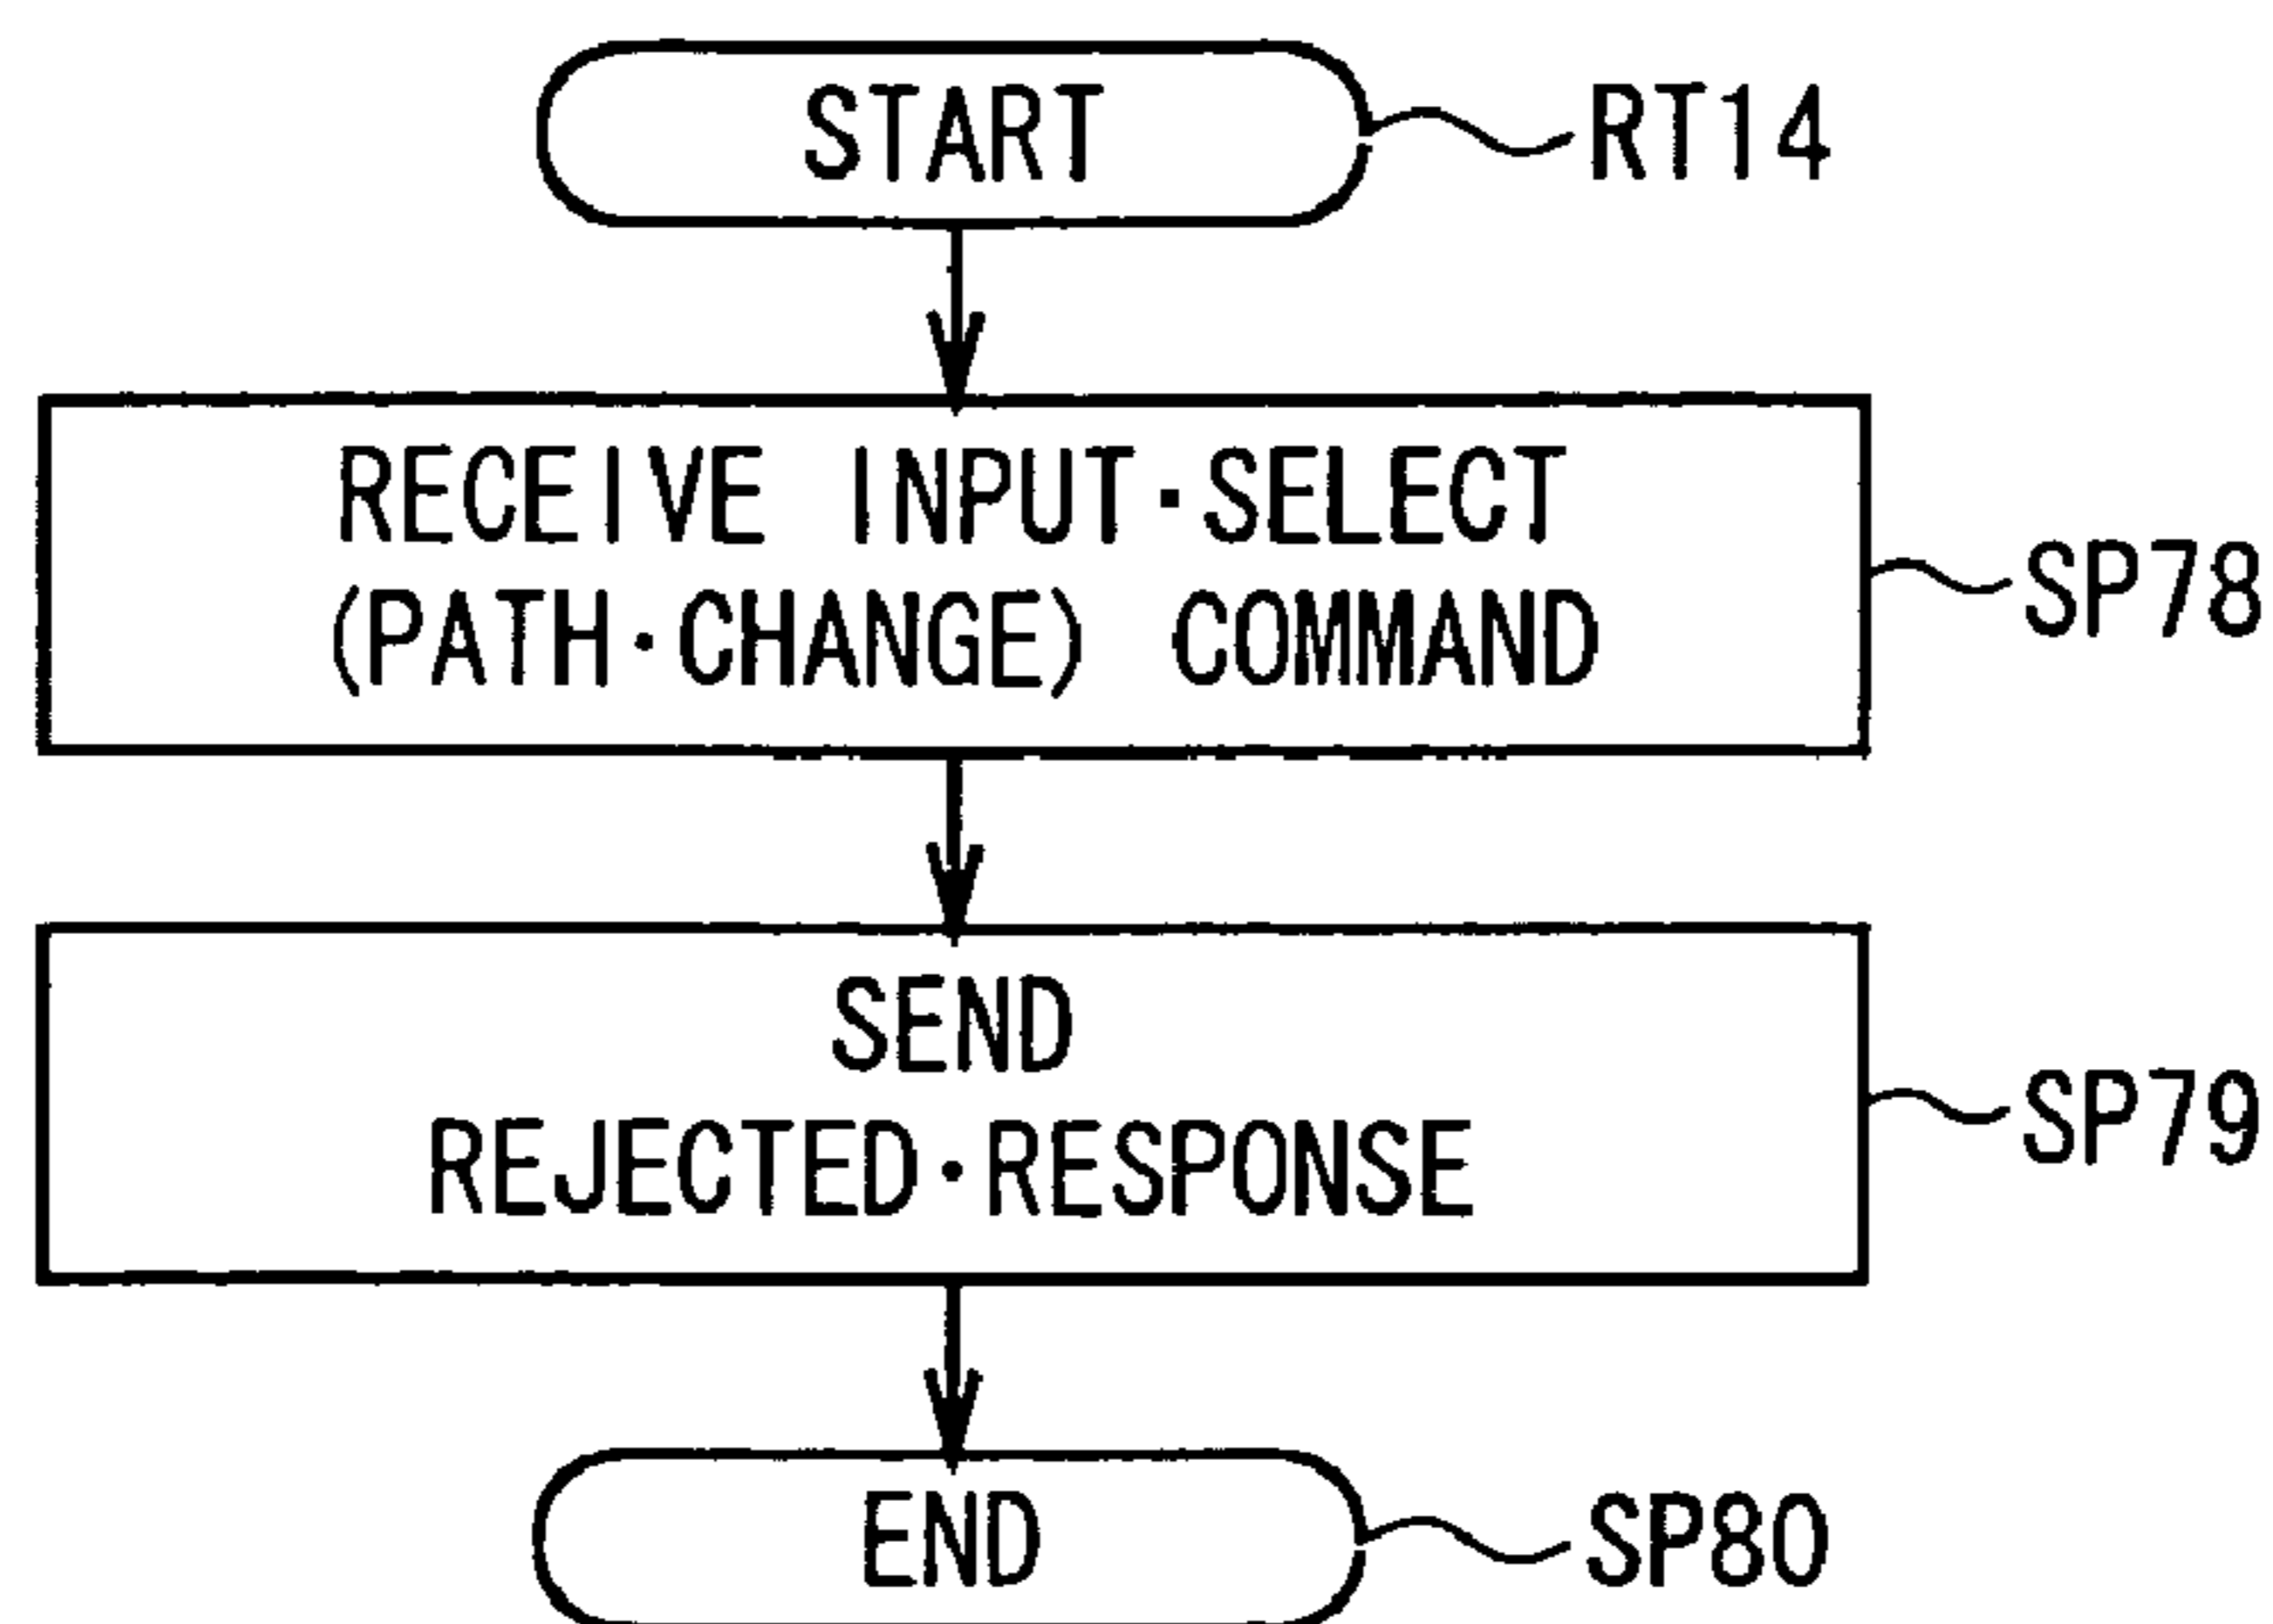 START
RT14
RECEIVE INPUT·SELECT
(PATH·CHANGE) COMMAND
SP78
SEND
REJECTED·RESPONSE
SP79
END
SP80